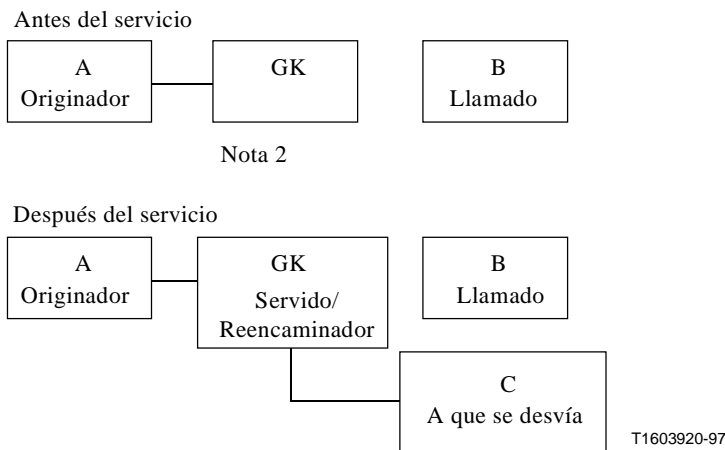 Antes del servicio
A GK B
Originador Llamado
Nota 2
Después del servicio
A GK B
Originador Servido/ Llamado
Reencaminador
C
A que se desvía
T1603920-97